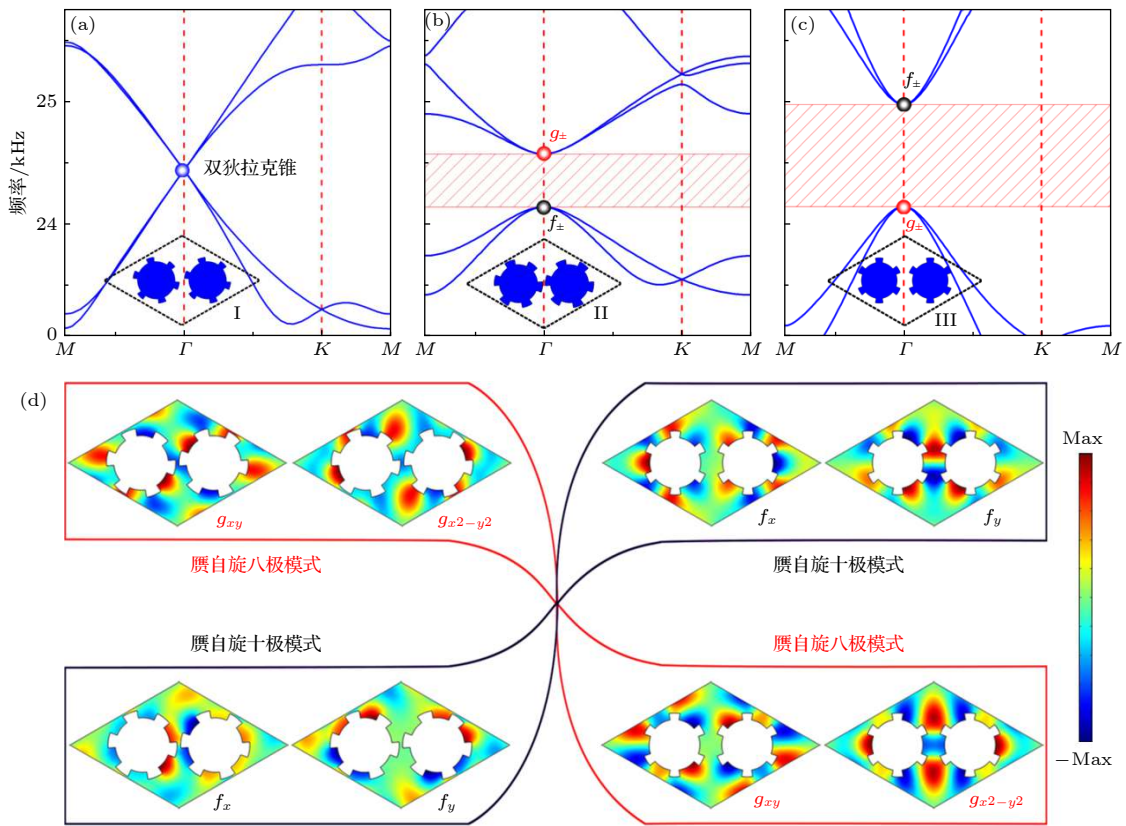 (a)
(b)
(c)
频率/kHz
25
24
0
双狄拉克锥
I
M
Γ
K
M
g±
f±
II
M
Γ
K
M
f±
g±
III
M
Γ
K
M
(d)
gxy
gx2−y2
赝自旋八极模式
fx
fy
赝自旋十极模式
赝自旋十极模式
fx
fy
赝自旋八极模式
gxy
gx2−y2
Max
−Max